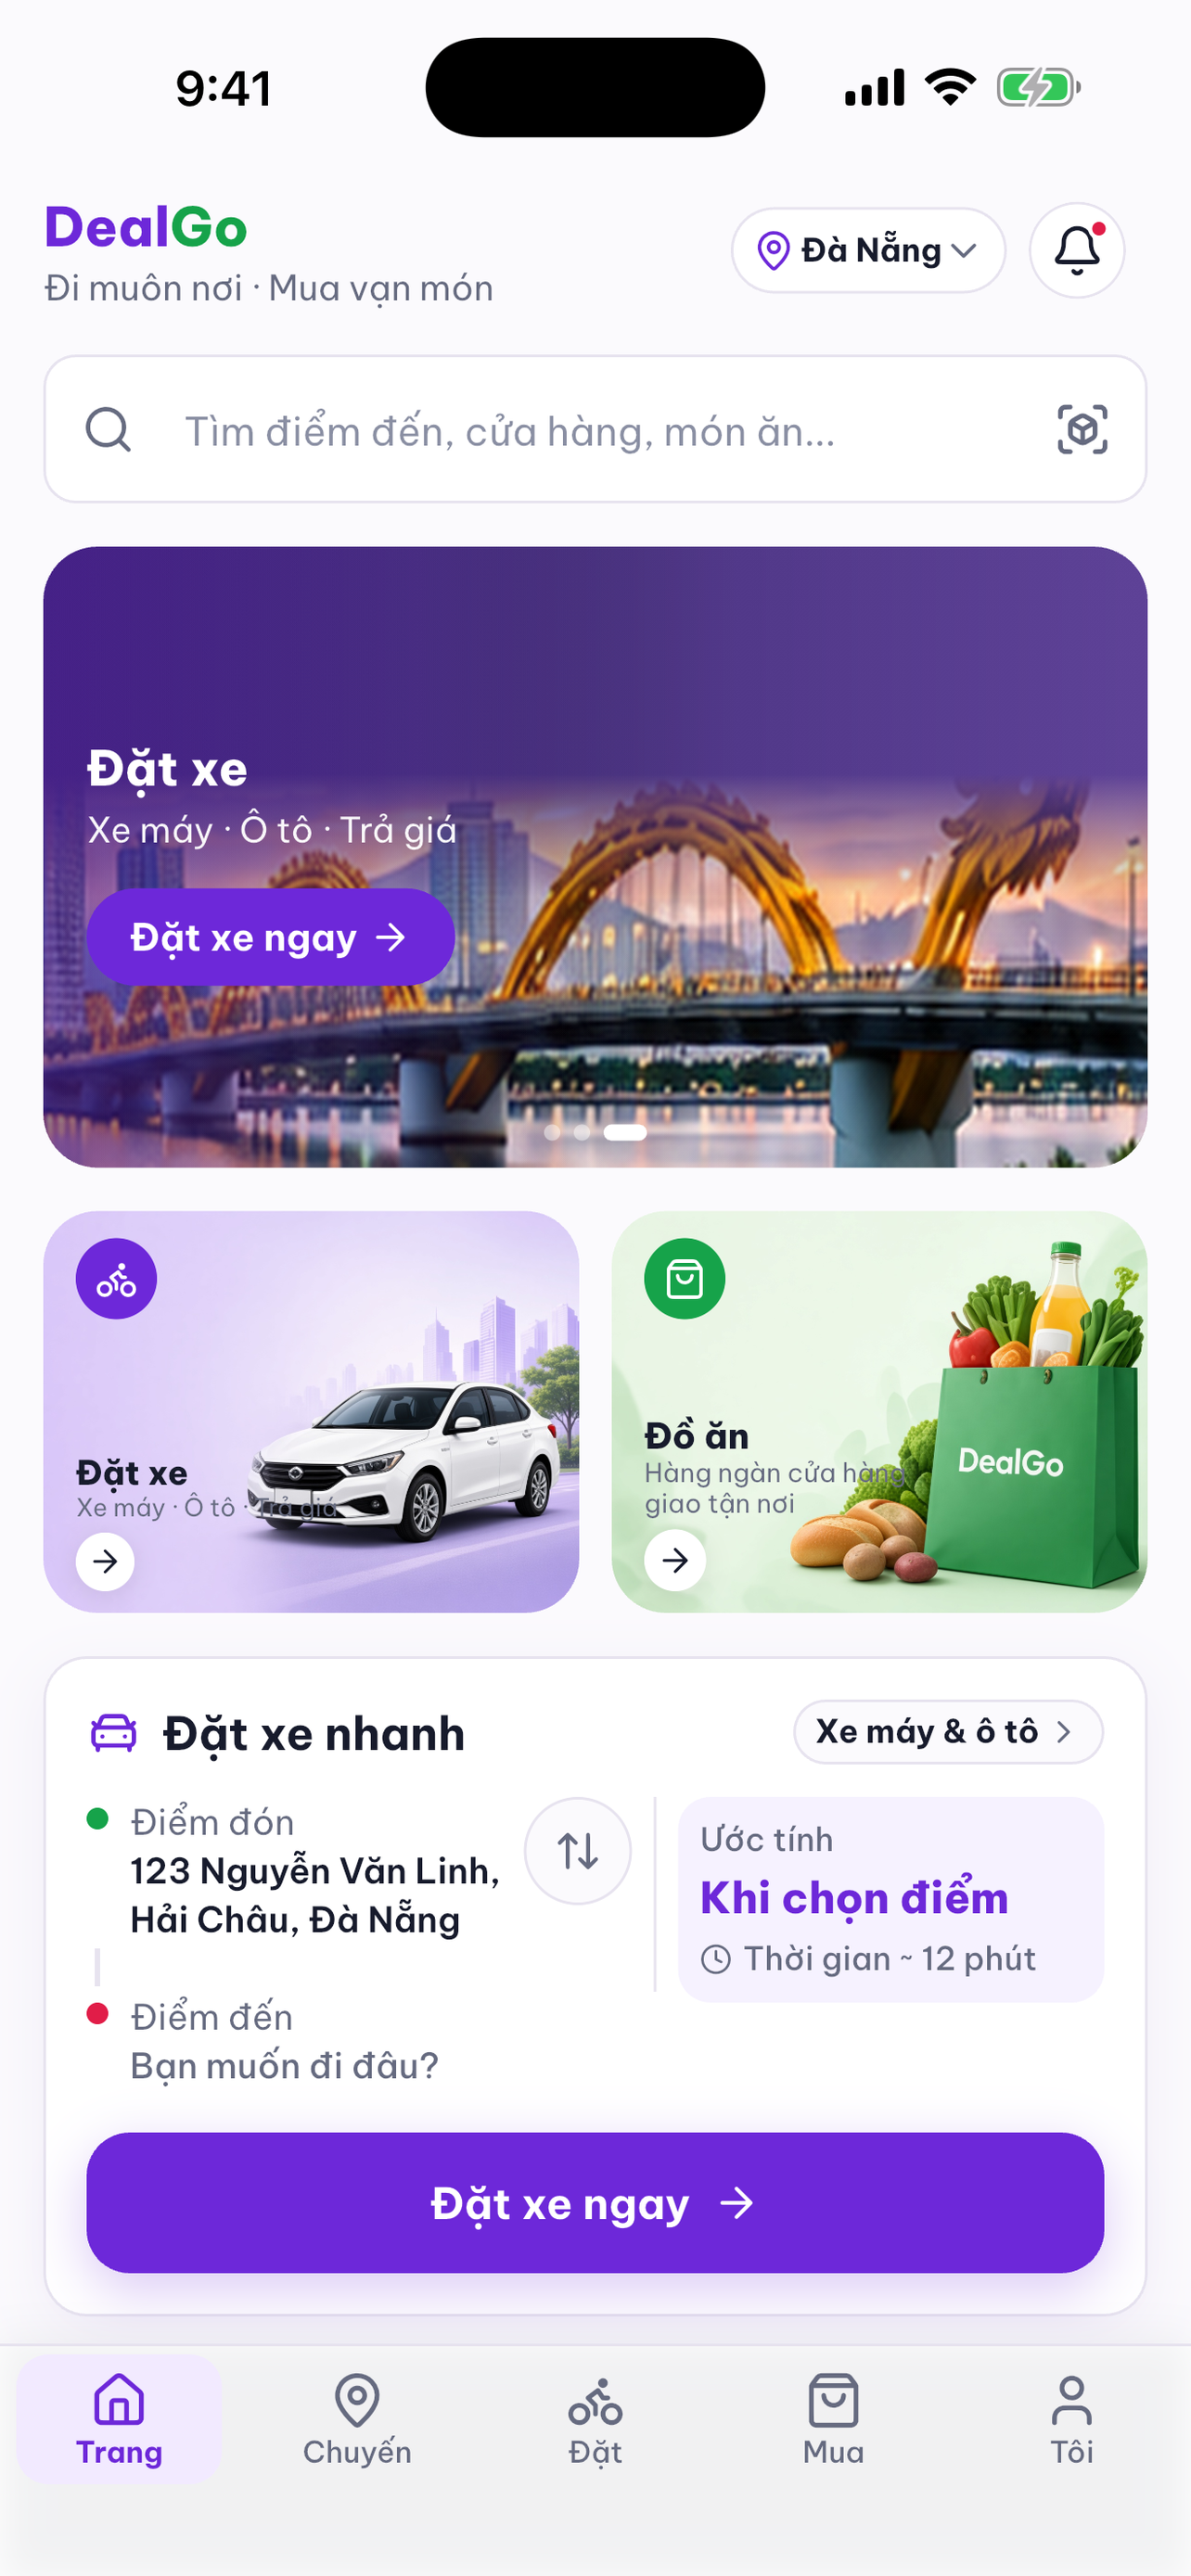 9:41
DealGo
Đi muôn nơi · Mua vạn món
Đà Nẵng
Tìm điểm đến, cửa hàng, món ăn...
Đặt xe
Xe máy · Ô tô · Trả giá
Đặt xe ngay
Đặt xe
Xe máy · Ô tô · Trả giá
Đồ ăn
Hàng ngàn cửa hàng
giao tận nơi
DealGo
Đặt xe nhanh
Xe máy & ô tô
Điểm đón
123 Nguyễn Văn Linh,
Hải Châu, Đà Nẵng
Điểm đến
Bạn muốn đi đâu?
Ước tính
Khi chọn điểm
Thời gian ~ 12 phút
Đặt xe ngay
Trang
Chuyến
Đặt
Mua
Tôi